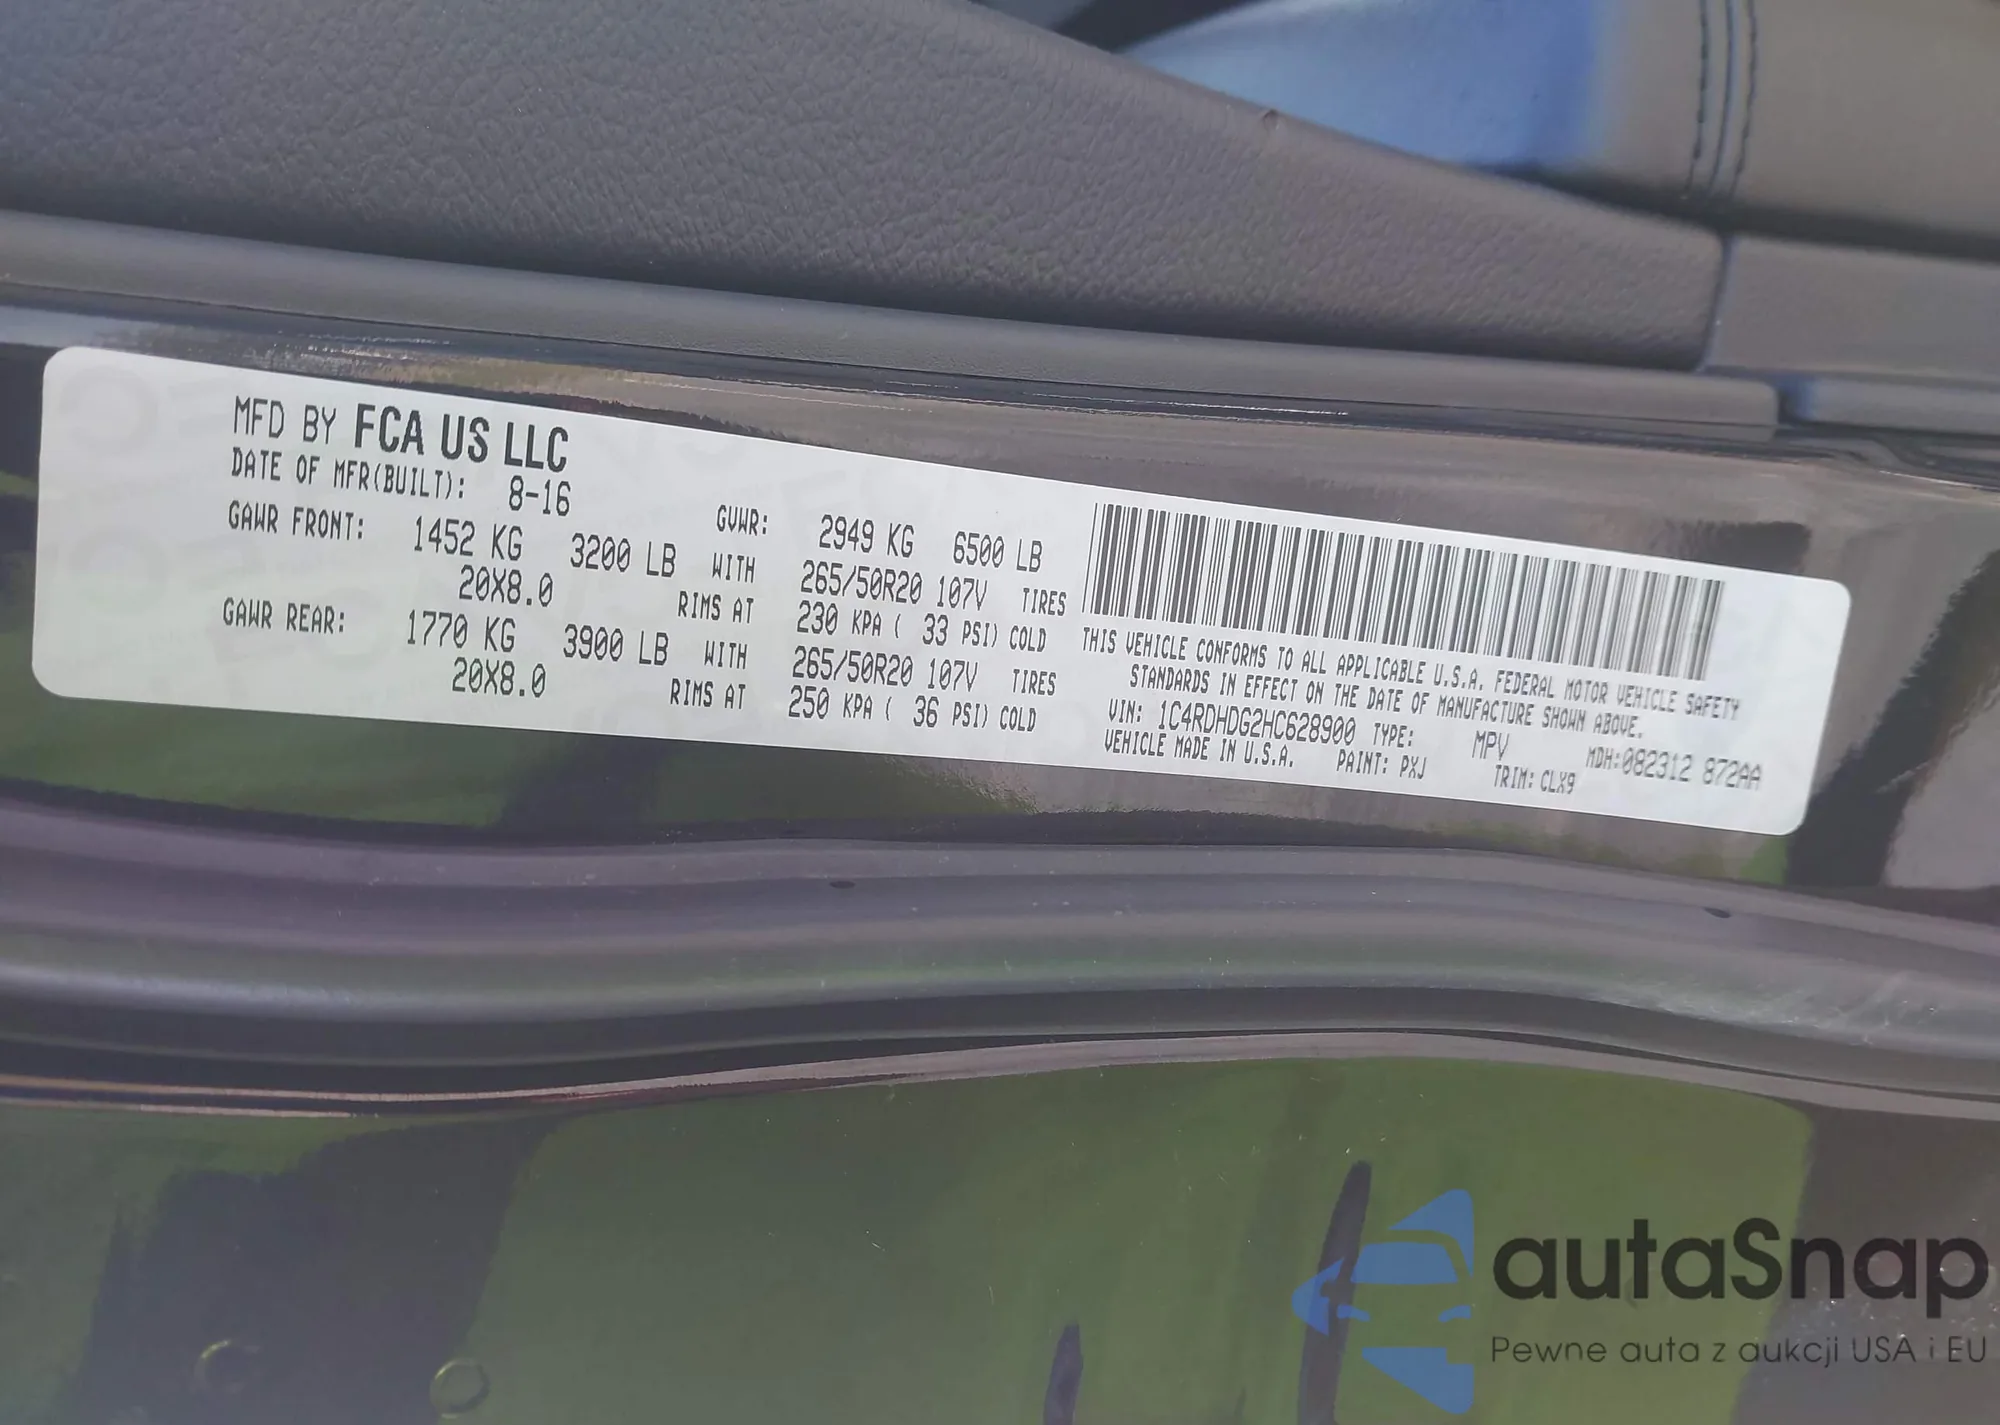 MFD BY FCA US LLC
DATE OF MFR(BUILT): 8-16
GVWR: 2949 KG 6500 LB
GAWR FRONT: 1452 KG 3200 LB WITH 265/50R20 107V TIRES
20X8.0 RIMS AT 230 KPA ( 33 PSI) COLD
GAWR REAR: 1770 KG 3900 LB WITH 265/50R20 107V TIRES
20X8.0 RIMS AT 250 KPA ( 36 PSI) COLD
THIS VEHICLE CONFORMS TO ALL APPLICABLE U.S.A. FEDERAL MOTOR VEHICLE SAFETY
STANDARDS IN EFFECT ON THE DATE OF MANUFACTURE SHOWN ABOVE.
VIN: 1C4RDHDG2HC628900 TYPE: MPV MDH:082312 872AA
VEHICLE MADE IN U.S.A. PAINT: PXJ TRIM: CLX9
autaSnap
Pewne auta z aukcji USA i EU